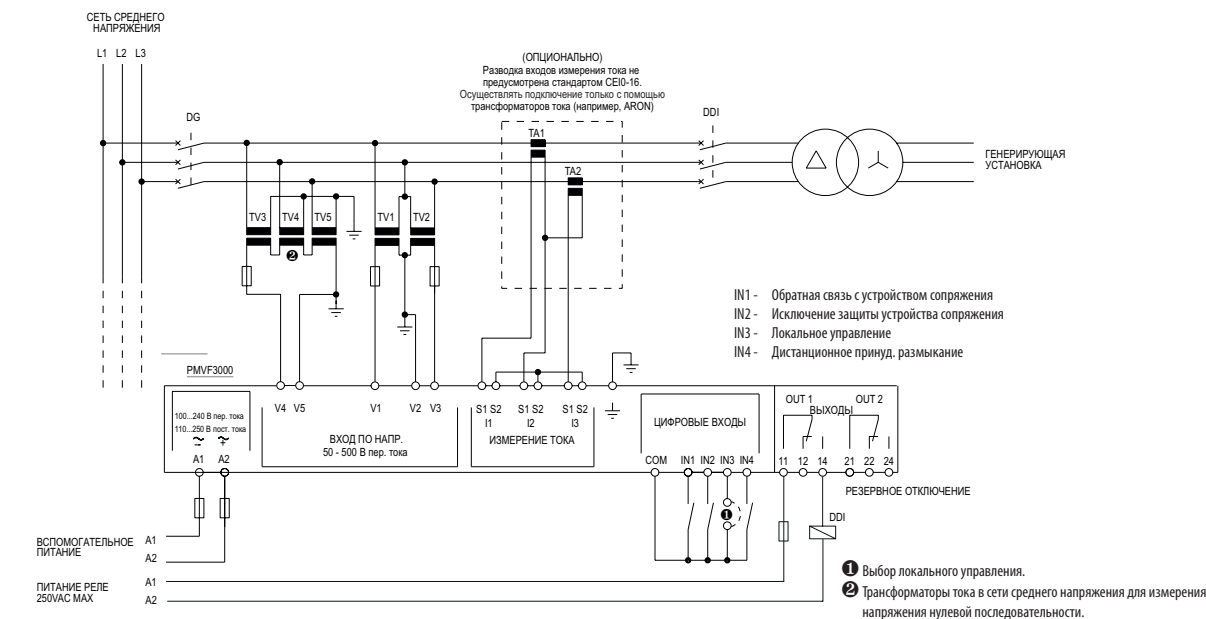 СЕТЬ СРЕДНЕГО
НАПРЯЖЕНИЯ
L1 L2 L3
DG
(ОПЦИОНАЛЬНО)
Разводка входов измерения тока не
предусмотрена стандартом CEI0-16.
Осуществлять подключение только с помощью
трансформаторов тока (например, ARON)
TA1
TA2
DDI
ГЕНЕРИРУЮЩАЯ
УСТАНОВКА
TV3 TV4 TV5
TV1 TV2
❷
IN1 - Обратная связь с устройством сопряжения
IN2 - Исключение защиты устройства сопряжения
IN3 - Локальное управление
IN4 - Дистанционное принуд. размыкание
PMVF3000
100...240 В пер. тока
110...250 В пост. тока
~ ~
– +
A1 A2
V4 V5 V1 V2 V3
ВХОД ПО НАПР.
50 - 500 В пер. тока
S1 S2 S1 S2 S1 S2
I1 I2 I3
ИЗМЕРЕНИЕ ТОКА
ЦИФРОВЫЕ ВХОДЫ
COM IN1 IN2 IN3 IN4
OUT 1 OUT 2
ВЫХОДЫ
11 12 14 21 22 24
РЕЗЕРВНОЕ ОТКЛЮЧЕНИЕ
❶
DDI
ВСПОМОГАТЕЛЬНОЕ
ПИТАНИЕ
A1
A2
ПИТАНИЕ РЕЛЕ
250VAC MAX
A1
A2
❶ Выбор локального управления.
❷ Трансформаторы тока в сети среднего напряжения для измерения
напряжения нулевой последовательности.